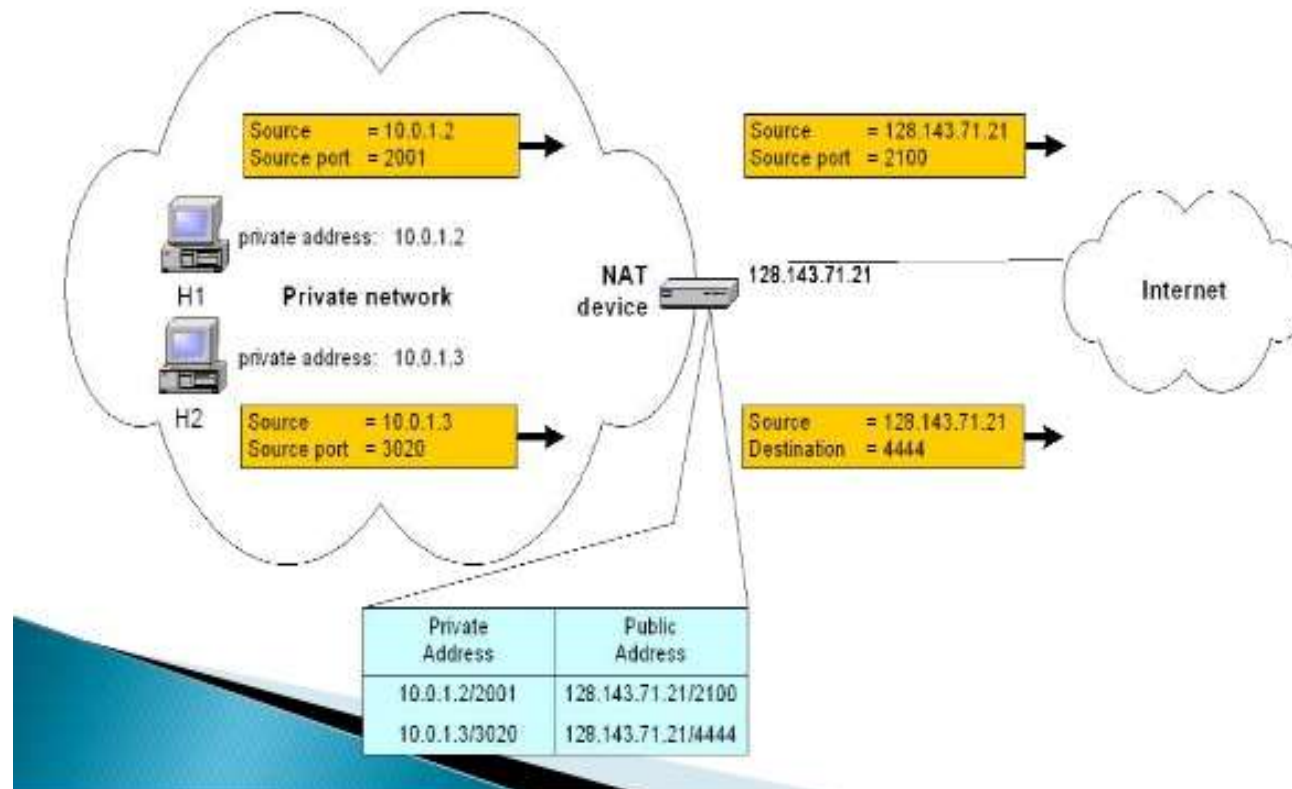 Source = 10.0.1.2
Source port = 2001
Source = 128.143.71.21
Source port = 2100
private address: 10.0.1.2
H1
Private network
NAT
device
128.143.71.21
Internet
private address: 10.0.1.3
H2
Source = 10.0.1.3
Source port = 3020
Source = 128.143.71.21
Destination = 4444
Private
Address
Public
Address
10.0.1.2/2001 128.143.71.21/2100
10.0.1.3/3020 128.143.71.21/4444